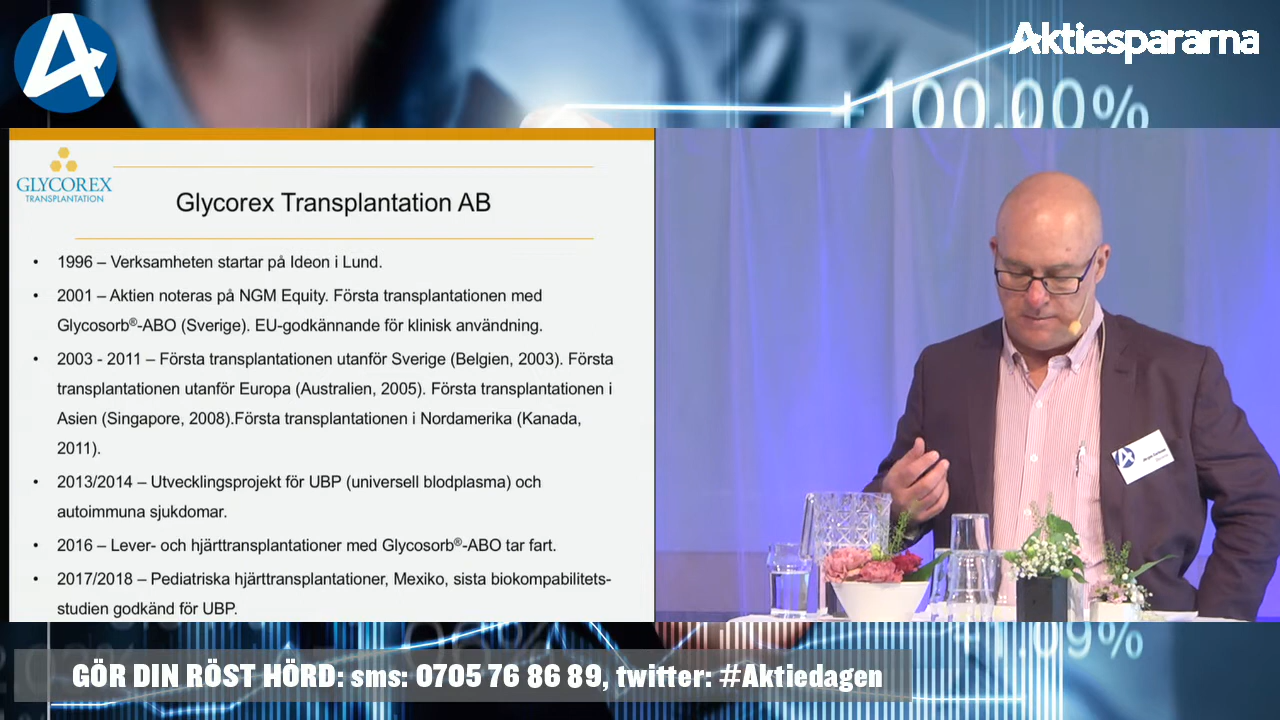 Aktiespararna
+100.00%
GLYCOREX
TRANSPLANTATION
Glycorex Transplantation AB
• 1996 – Verksamheten startar på Ideon i Lund.
• 2001 – Aktien noteras på NGM Equity. Första transplantationen med
Glycosorb®-ABO (Sverige). EU-godkännande för klinisk användning.
• 2003 - 2011 – Första transplantationen utanför Sverige (Belgien, 2003). Första
transplantationen utanför Europa (Australien, 2005). Första transplantationen i
Asien (Singapore, 2008).Första transplantationen i Nordamerika (Kanada,
2011).
• 2013/2014 – Utvecklingsprojekt för UBP (universell blodplasma) och
autoimmuna sjukdomar.
• 2016 – Lever- och hjärttransplantationer med Glycosorb®-ABO tar fart.
• 2017/2018 – Pediatriska hjärttransplantationer, Mexiko, sista biokompabilitets-
studien godkänd för UBP.
+1.09%
GÖR DIN RÖST HÖRD: sms: 0705 76 86 89, twitter: #Aktiedagen